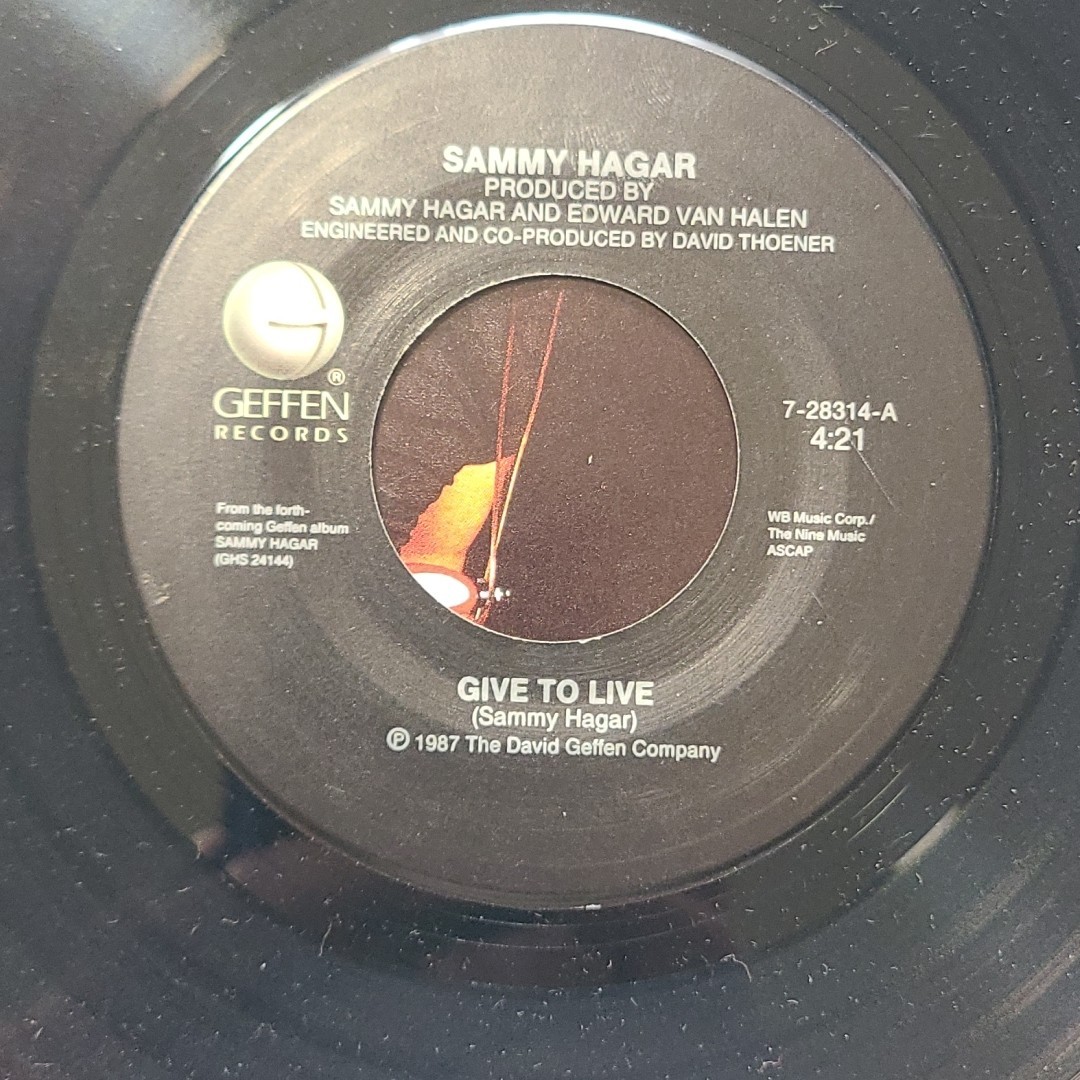 SAMMY HAGAR
PRODUCED BY
SAMMY HAGAR AND EDWARD VAN HALEN
ENGINEERED AND CO-PRODUCED BY DAVID THOENER
®
GEFFEN
RECORDS
7-28314-A
4:21
From the forth-
coming Geffen album
SAMMY HAGAR
(GHS 24144)
WB Music Corp./
The Nine Music
ASCAP
GIVE TO LIVE
(Sammy Hagar)
℗ 1987 The David Geffen Company